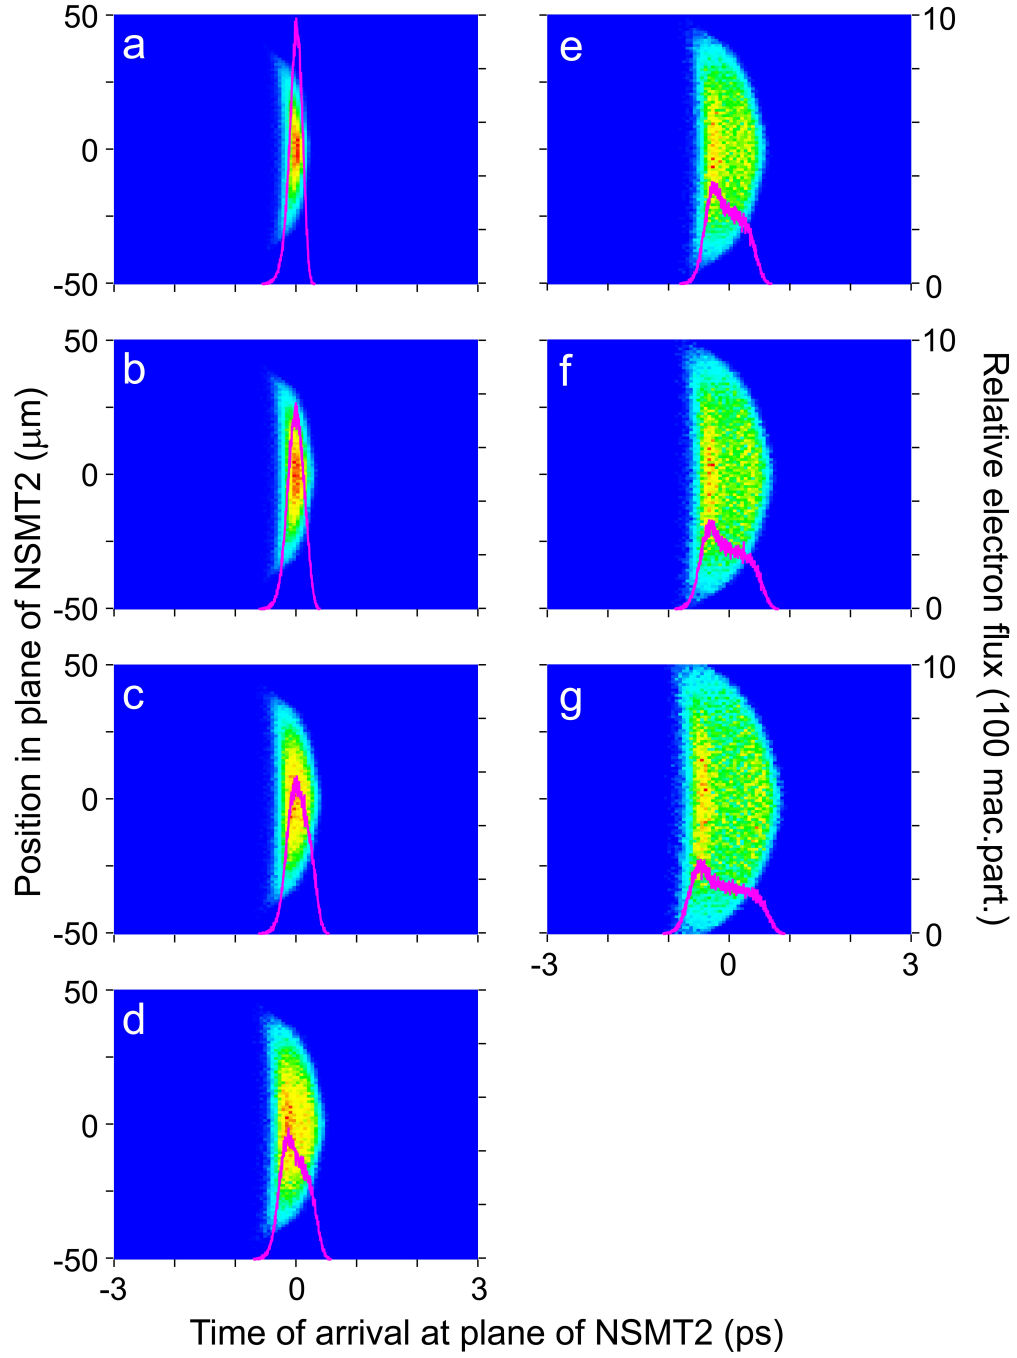 50
a
0
-50
e
10
0
50
b
0
-50
f
10
0
50
c
0
-50
g
10
0
-3
0
3
50
d
0
-50
-3
0
3
Position in plane of NSMT2 (μm)
Relative electron flux (100 mac.part.)
Time of arrival at plane of NSMT2 (ps)